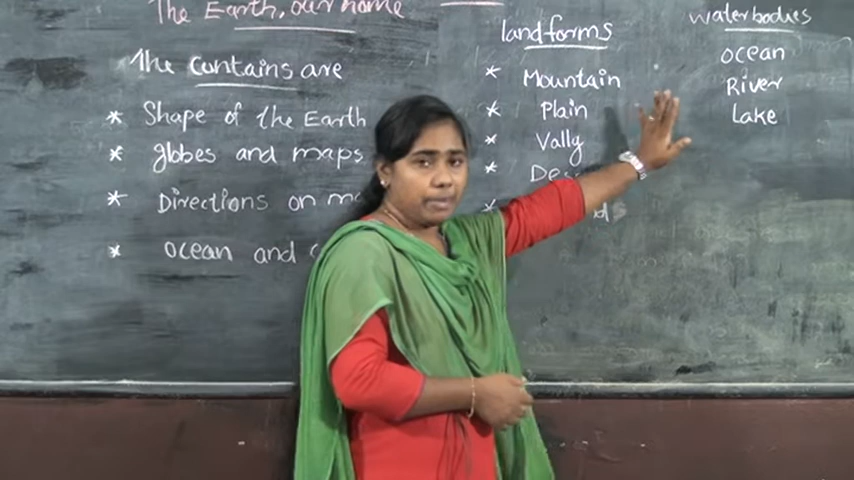 The Earth, our home
The Contains are
* Shape of the Earth
* globes and maps
* Directions on
* Ocean and
landforms
* Mountain
* Plain
* Vally
*
*
waterbodies
ocean
River
Lake